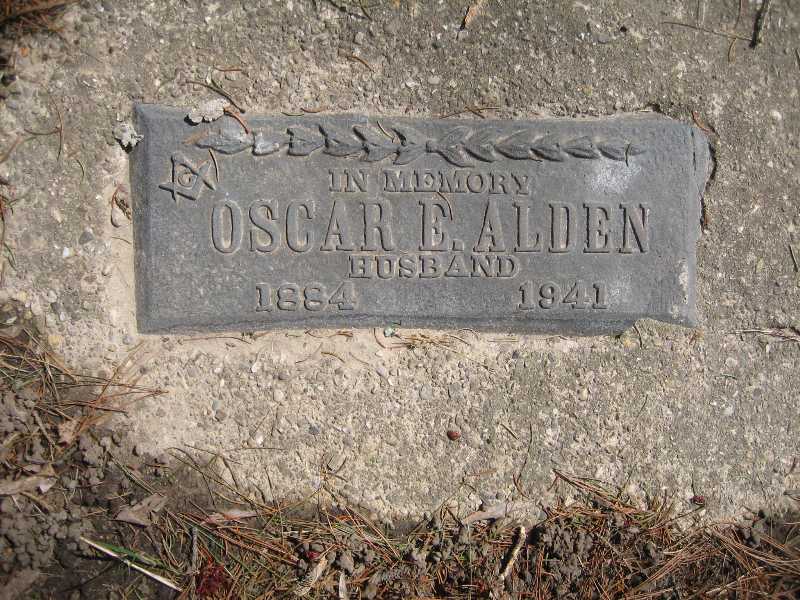 G
IN MEMORY
OSCAR E. ALDEN
HUSBAND
1884 1941